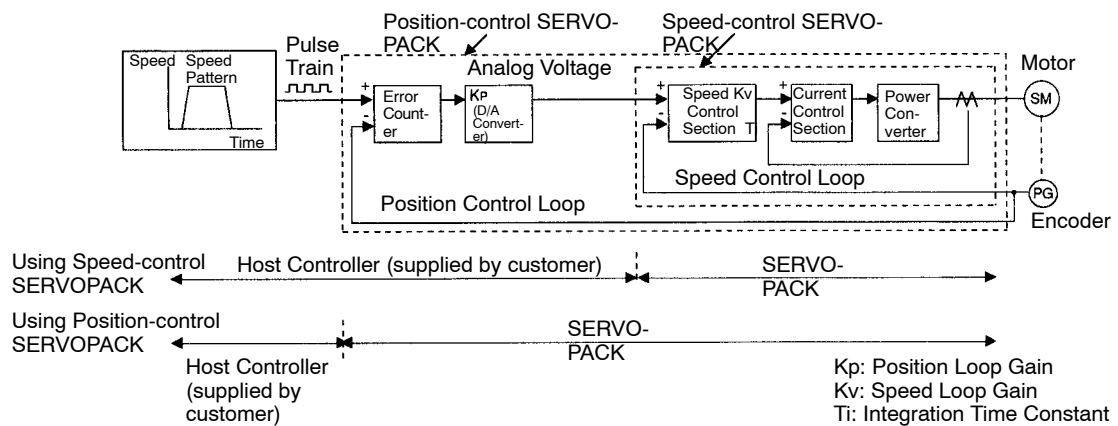 Position-control SERVO-
PACK
Speed-control SERVO-
PACK
Speed
Speed
Pattern
Time
Pulse
Train
Analog Voltage
Motor
+
-
Error
Count-
er
KP
(D/A
Convert-
er)
+
-
Speed Kv
Control
Section T
+
-
Current
Control
Section
Power
Con-
verter
SM
Speed Control Loop
Position Control Loop
PG
Encoder
Using Speed-control
SERVOPACK
Host Controller (supplied by customer)
SERVO-
PACK
Using Position-control
SERVOPACK
Host Controller
(supplied by
customer)
SERVO-
PACK
Kp: Position Loop Gain
Kv: Speed Loop Gain
Ti: Integration Time Constant